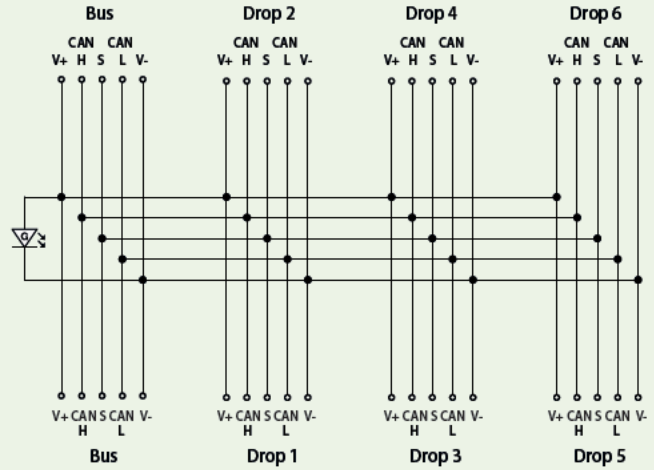 Bus Drop 2 Drop 4 Drop 6
CAN CAN CAN CAN CAN CAN CAN CAN
V+ H S L V- V+ H S L V- V+ H S L V- V+ H S L V-
G
V+ CAN S CAN V- V+ CAN S CAN V- V+ CAN S CAN V- V+ CAN S CAN V-
H L H L H L H L
Bus Drop 1 Drop 3 Drop 5